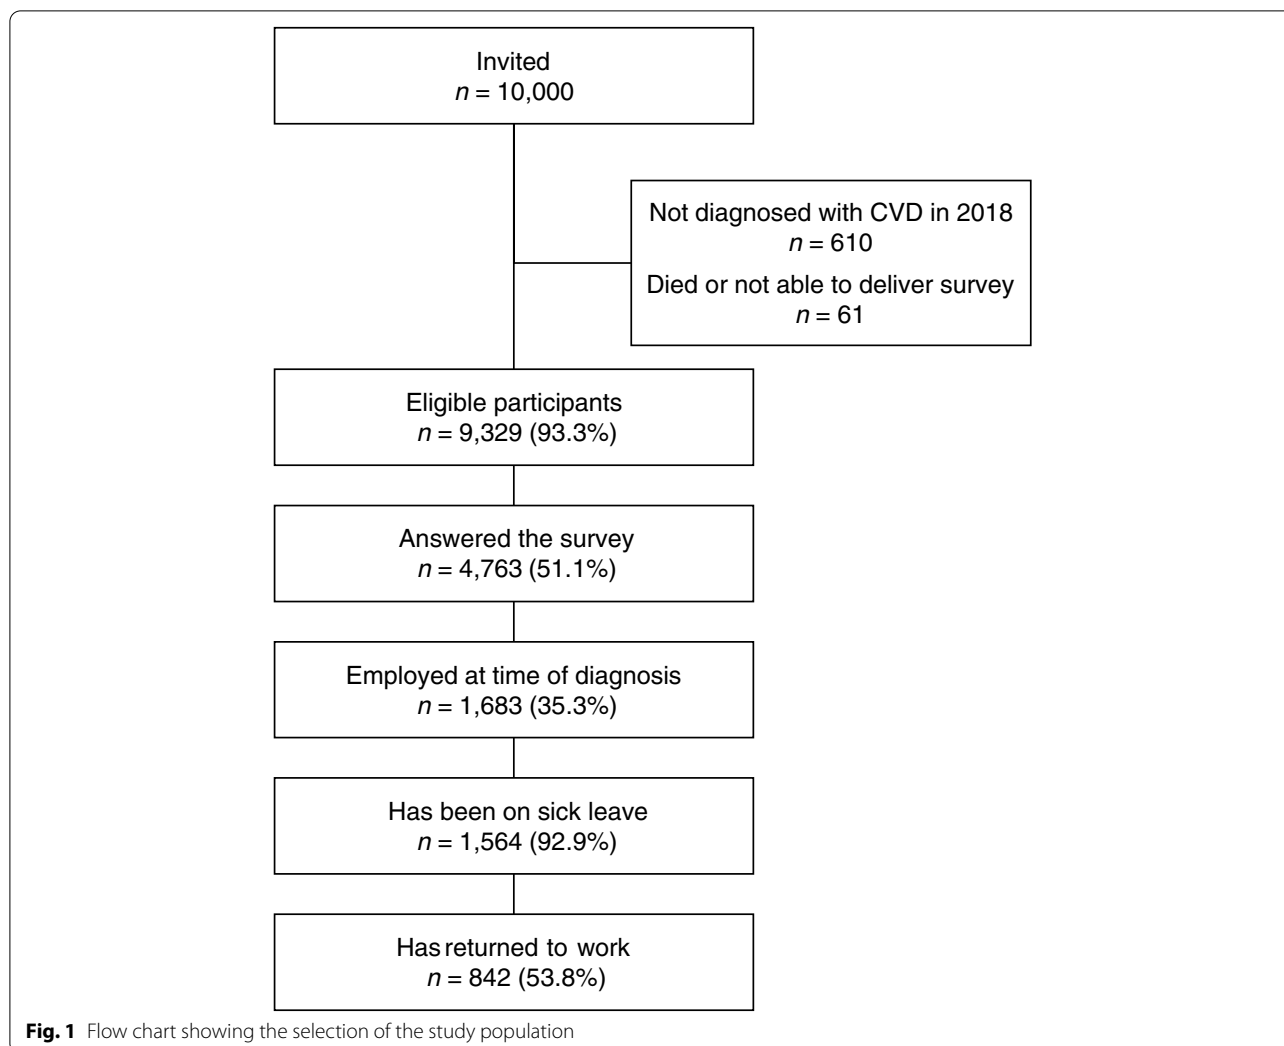 Invited
n = 10,000
Not diagnosed with CVD in 2018
n = 610
Died or not able to deliver survey
n = 61
Eligible participants
n = 9,329 (93.3%)
Answered the survey
n = 4,763 (51.1%)
Employed at time of diagnosis
n = 1,683 (35.3%)
Has been on sick leave
n = 1,564 (92.9%)
Has returned to work
n = 842 (53.8%)
Fig. 1 Flow chart showing the selection of the study population